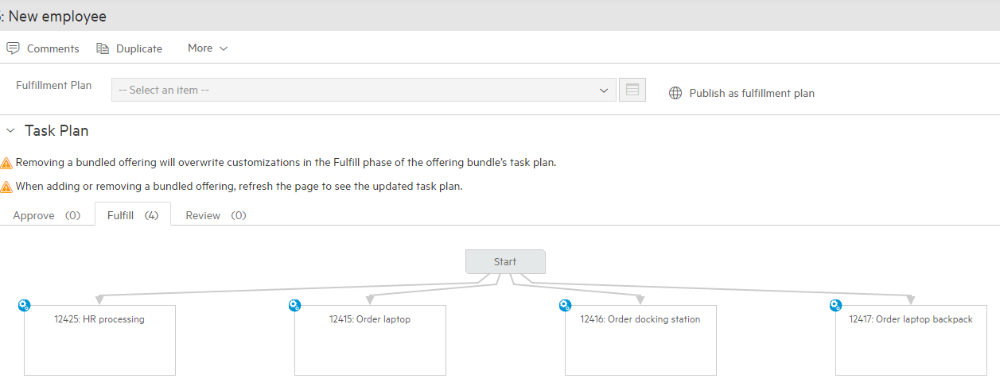 : New employee
Comments Duplicate More
Fulfillment Plan -- Select an item -- Publish as fulfillment plan
Task Plan
Removing a bundled offering will overwrite customizations in the Fulfill phase of the offering bundle's task plan.
When adding or removing a bundled offering, refresh the page to see the updated task plan.
Approve (0) Fulfill (4) Review (0)
Start
12425: HR processing 12415: Order laptop 12416: Order docking station 12417: Order laptop backpack